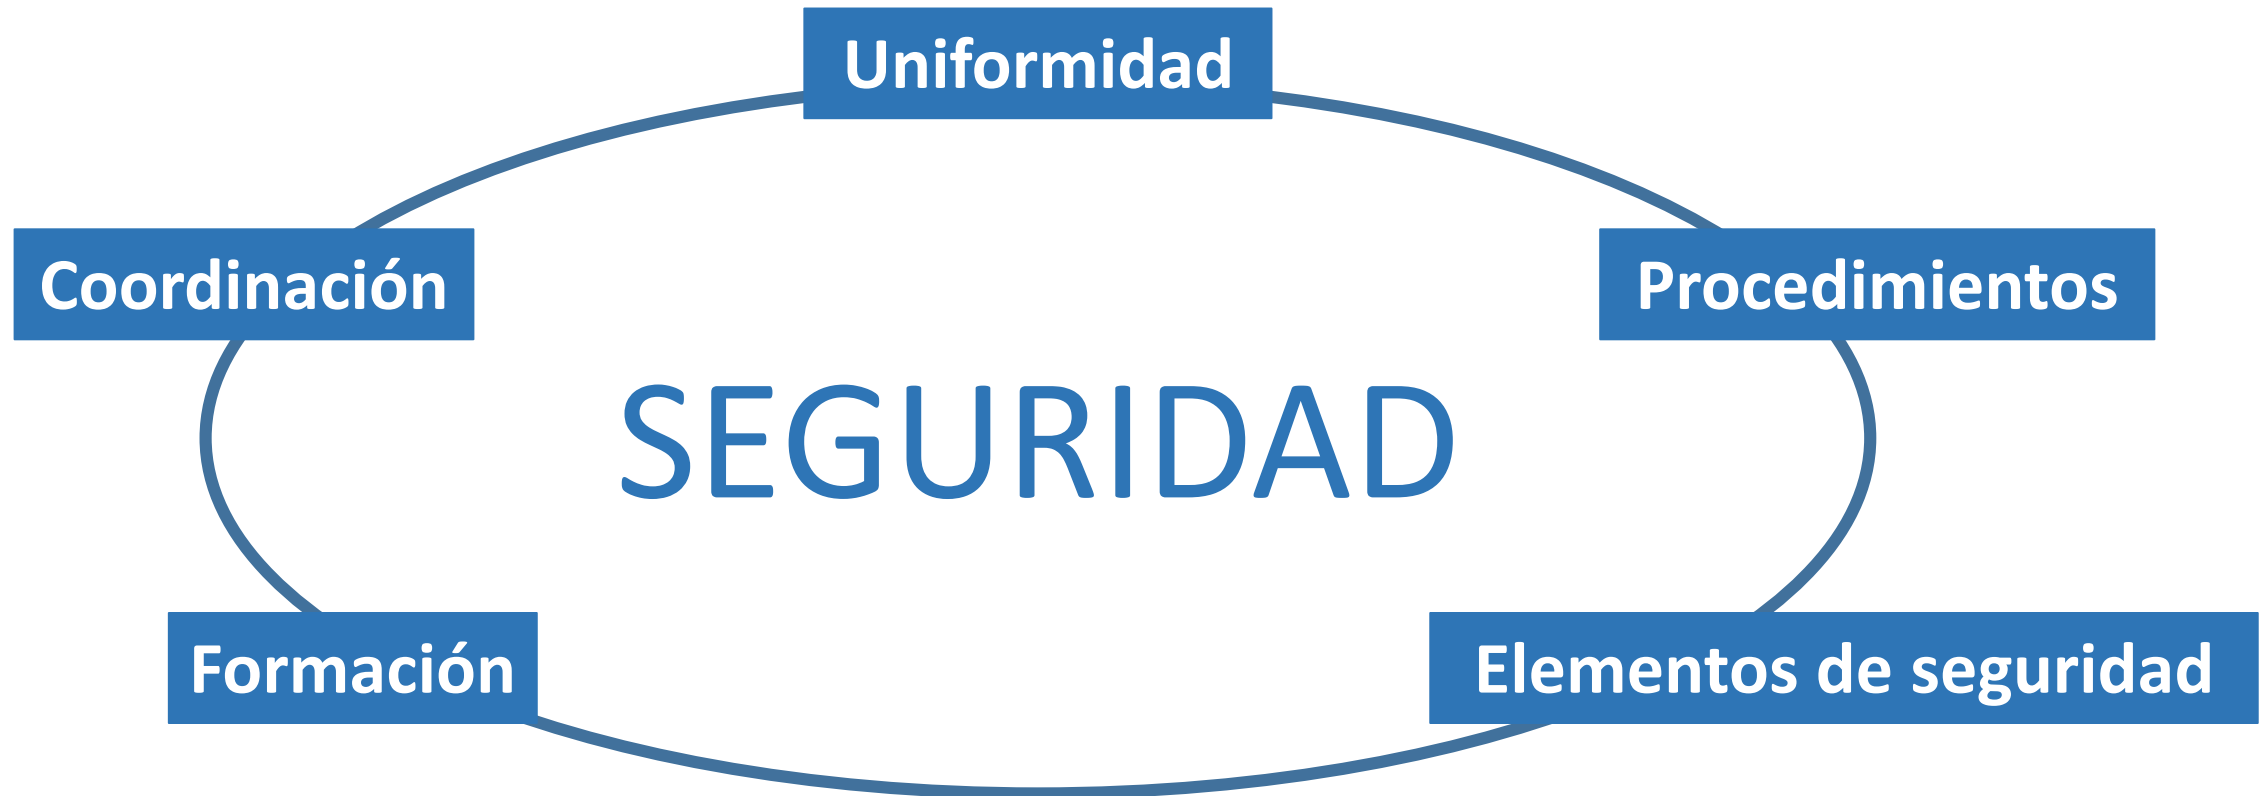 Uniformidad
Coordinación
Procedimientos
SEGURIDAD
Formación
Elementos de seguridad